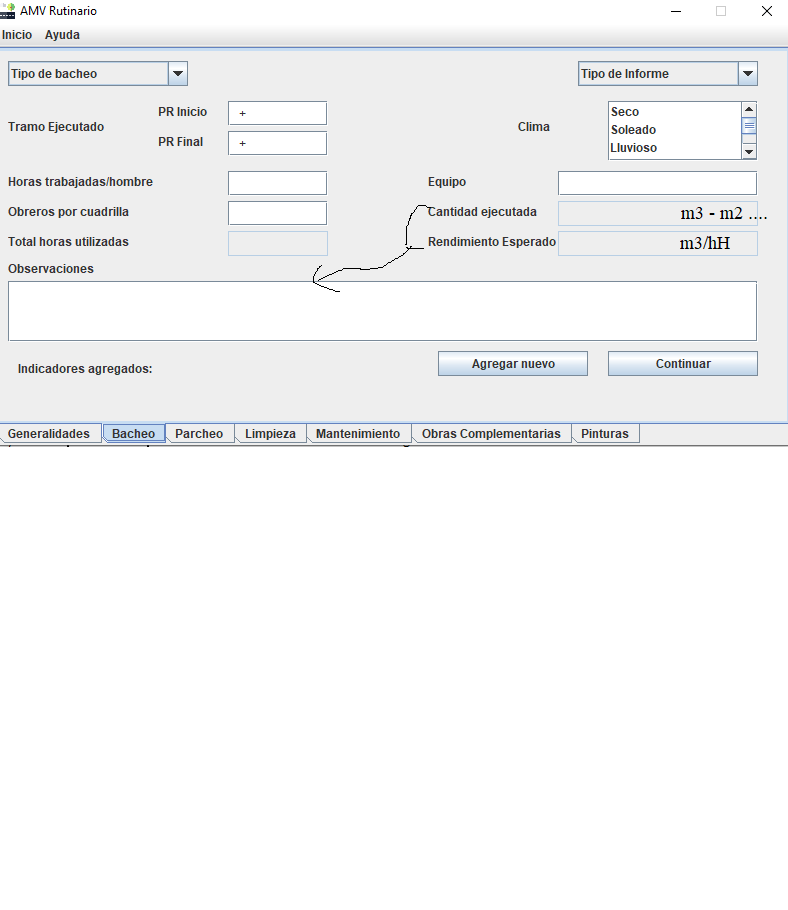 AMV Rutinario
Inicio Ayuda
Tipo de bacheo
Tipo de Informe
PR Inicio +
Tramo Ejecutado
PR Final +
Clima
Seco
Soleado
Lluvioso
Horas trabajadas/hombre
Equipo
Obreros por cuadrilla
Cantidad ejecutada m3 - m2 ....
Total horas utilizadas
Rendimiento Esperado m3/hH
Observaciones
Indicadores agregados:
Agregar nuevo
Continuar
Generalidades Bacheo Parcheo Limpieza Mantenimiento Obras Complementarias Pinturas